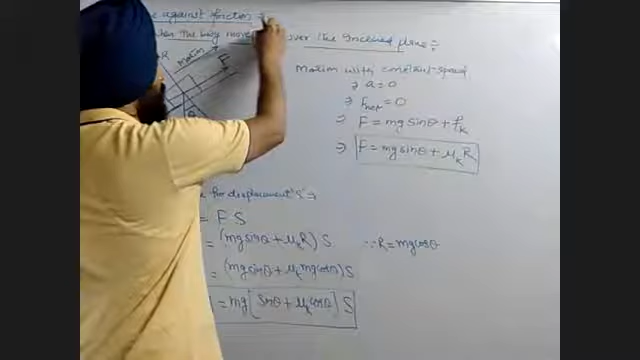 e against friction :-
when the body move over the inclined plane :-
R
motion
F
θ
motion with constant speed
⇒ a = 0
⇒ Fnet = 0
⇒ F = mg sinθ + fk
⇒ F = mg sinθ + μk R
e for displacement "S" :→
= F S
= (mg sinθ + μk R) S ∵ R = mg cosθ
= (mg sinθ + μk mg cosθ) S
= mg [sinθ + μk cosθ] S